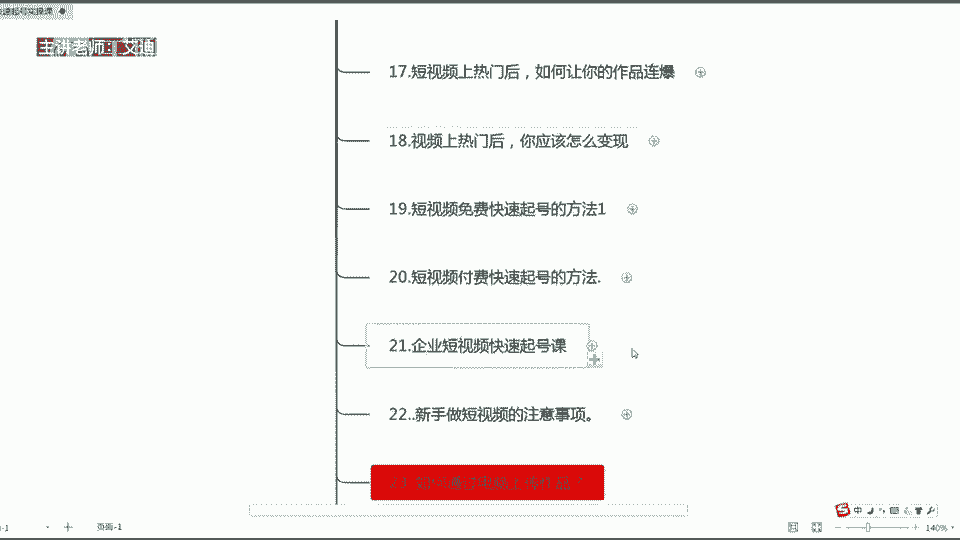 主讲老师：艾迪
17.短视频上热门后，如何让你的作品连爆
18.视频上热门后，你应该怎么变现
19.短视频免费快速起号的方法1
20.短视频付费快速起号的方法.
21.企业短视频快速起号课
22..新手做短视频的注意事项。
页面-1
中
140%